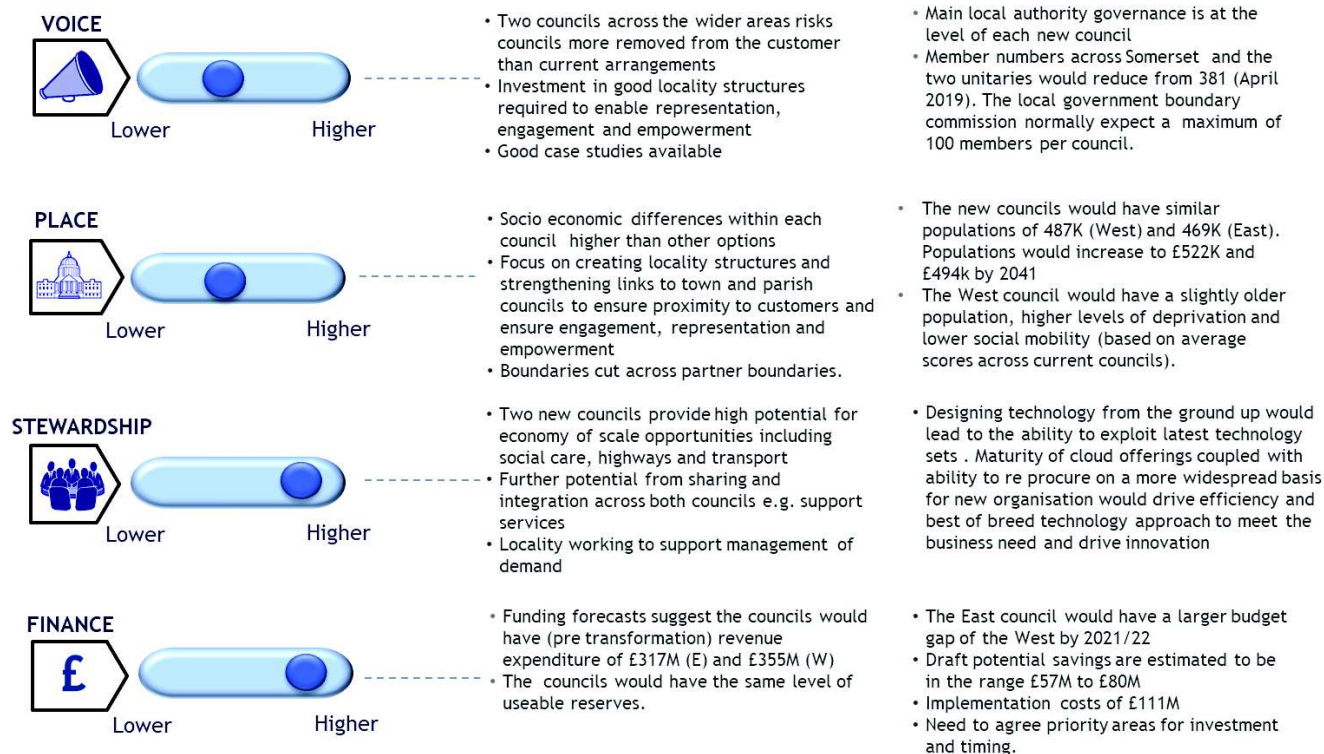 VOICE
Lower
Higher
• Two councils across the wider areas risks
councils more removed from the customer
than current arrangements
• Investment in good locality structures
required to enable representation,
engagement and empowerment
• Good case studies available
• Main local authority governance is at the
level of each new council
• Member numbers across Somerset and the
two unitaries would reduce from 381 (April
2019). The local government boundary
commission normally expect a maximum of
100 members per council.
PLACE
Lower
Higher
• Socio economic differences within each
council higher than other options
• Focus on creating locality structures and
strengthening links to town and parish
councils to ensure proximity to customers and
ensure engagement, representation and
empowerment
• Boundaries cut across partner boundaries.
• The new councils would have similar
populations of 487K (West) and 469K (East).
Populations would increase to £522K and
£494k by 2041
• The West council would have a slightly older
population, higher levels of deprivation and
lower social mobility (based on average
scores across current councils).
STEWARDSHIP
Lower
Higher
• Two new councils provide high potential for
economy of scale opportunities including
social care, highways and transport
• Further potential from sharing and
integration across both councils e.g. support
services
• Locality working to support management of
demand
• Designing technology from the ground up would
lead to the ability to exploit latest technology
sets . Maturity of cloud offerings coupled with
ability to re procure on a more widespread basis
for new organisation would drive efficiency and
best of breed technology approach to meet the
business need and drive innovation
FINANCE
£
Lower
Higher
• Funding forecasts suggest the councils would
have (pre transformation) revenue
expenditure of £317M (E) and £355M (W)
• The councils would have the same level of
useable reserves.
• The East council would have a larger budget
gap of the West by 2021/22
• Draft potential savings are estimated to be
in the range £57M to £80M
• Implementation costs of £111M
• Need to agree priority areas for investment
and timing.